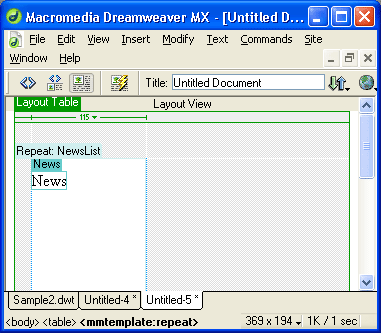 Macromedia Dreamweaver MX - [Untitled D...
File Edit View Insert Modify Text Commands Site
Window Help
Title: Untitled Document
Layout Table Layout View
115
Repeat: NewsList
News
News
Sample2.dwt Untitled-4 * Untitled-5 *
<body> <table> <mmtemplate:repeat> 369 x 194 1K / 1 sec